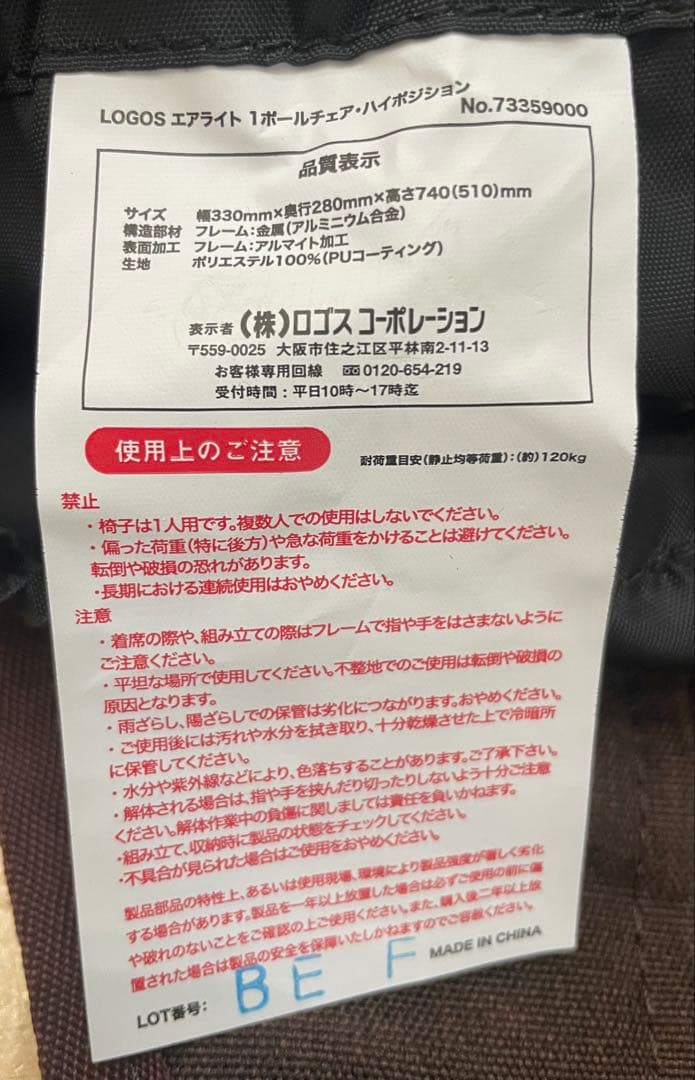 LOGOS エアライト 1ポールチェア・ハイポジション No.73359000
品質表示
サイズ 幅330mm×奥行280mm×高さ740(510)mm
構造部材 フレーム:金属(アルミニウム合金)
表面加工 フレーム:アルマイト加工
生地 ポリエステル100%(PUコーティング)
表示者 (株)ロゴス コーポレーション
〒559-0025 大阪市住之江区平林南2-11-13
お客様専用回線 0120-654-219
受付時間:平日10時〜17時迄
使用上のご注意 耐荷重目安(静止均等荷重):(約)120kg
禁止
・椅子は1人用です。複数人での使用はしないでください。
・偏った荷重(特に後方)や急な荷重をかけることは避けてください。
転倒や破損の恐れがあります。
・長期における連続使用はおやめください。
注意
・着席の際や、組み立ての際はフレームで指や手をはさまないように
ご注意ください。
・平坦な場所で使用してください。不整地でのご使用は転倒や破損の
原因となります。
・雨ざらし、陽ざらしでの保管は劣化につながります。おやめください。
・ご使用後には汚れや水分を拭き取り、十分乾燥させた上で冷暗所
に保管してください。
・水分や紫外線などにより、色落ちすることがあります。ご了承下さい。
・解体される場合は、指や手を挟んだり切ったりしないよう十分ご注意
ください。解体作業中の負傷に関しましては責任を負いかねます。
・組み立て、収納時に製品の状態をチェックしてください。
・不具合が見られた場合はご使用をおやめください。
製品部品の特性上、あるいは使用現場、環境により製品強度が著しく劣化
する場合があります。製品を一年以上放置した場合は必ずご使用の前に傷
や破れのないことをご確認の上ご使用ください。また、購入後二年以上放
置された場合は製品の安全を保障いたしかねますのでご容赦ください。
MADE IN CHINA
LOT番号: BE F